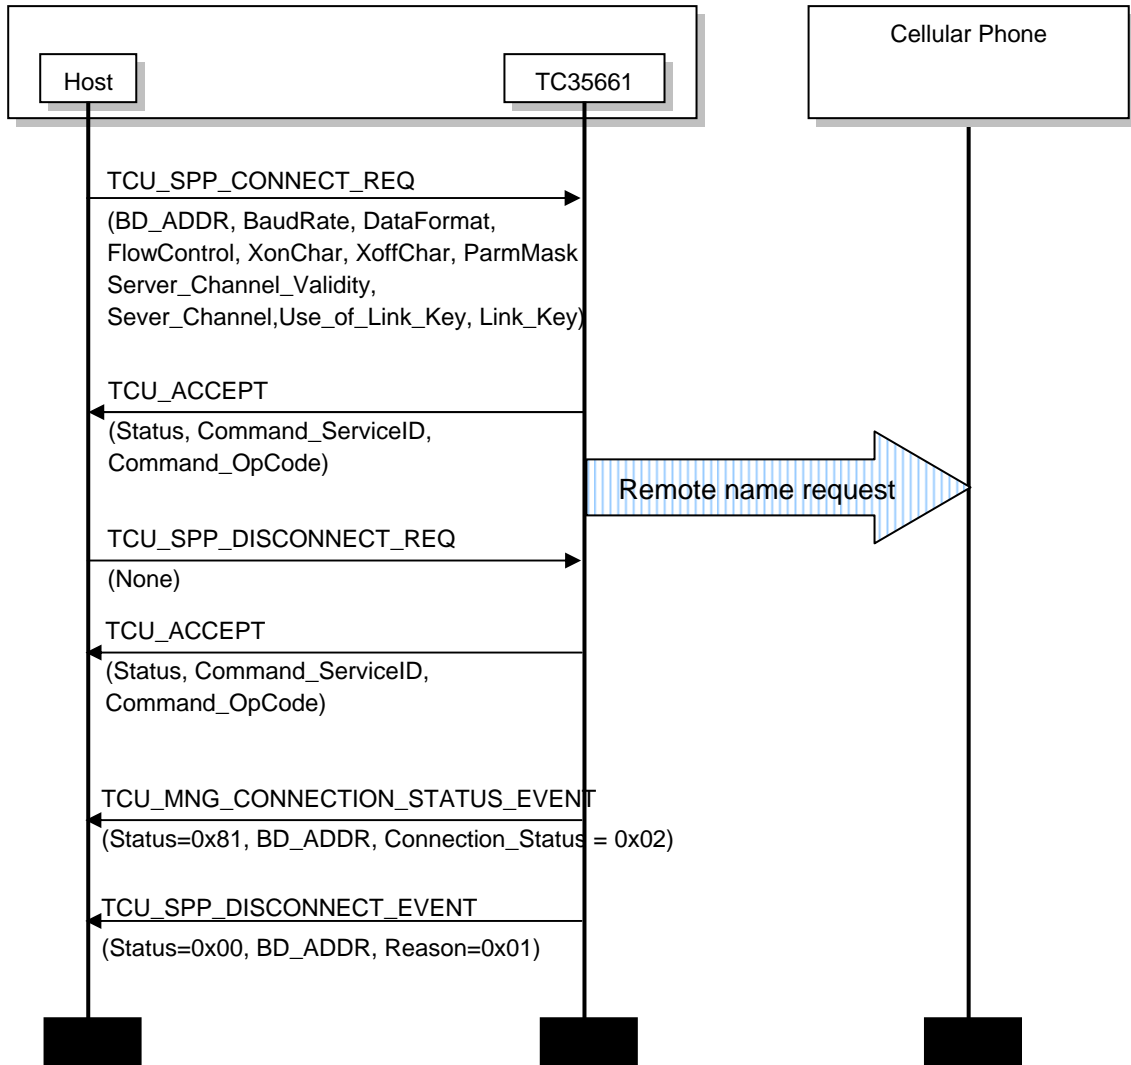 Cellular Phone
Host
TC35661
TCU_SPP_CONNECT_REQ
(BD_ADDR, BaudRate, DataFormat,
FlowControl, XonChar, XoffChar, ParmMask
Server_Channel_Validity,
Sever_Channel,Use_of_Link_Key, Link_Key)
TCU_ACCEPT
(Status, Command_ServiceID,
Command_OpCode)
Remote name request
TCU_SPP_DISCONNECT_REQ
(None)
TCU_ACCEPT
(Status, Command_ServiceID,
Command_OpCode)
TCU_MNG_CONNECTION_STATUS_EVENT
(Status=0x81, BD_ADDR, Connection_Status = 0x02)
TCU_SPP_DISCONNECT_EVENT
(Status=0x00, BD_ADDR, Reason=0x01)